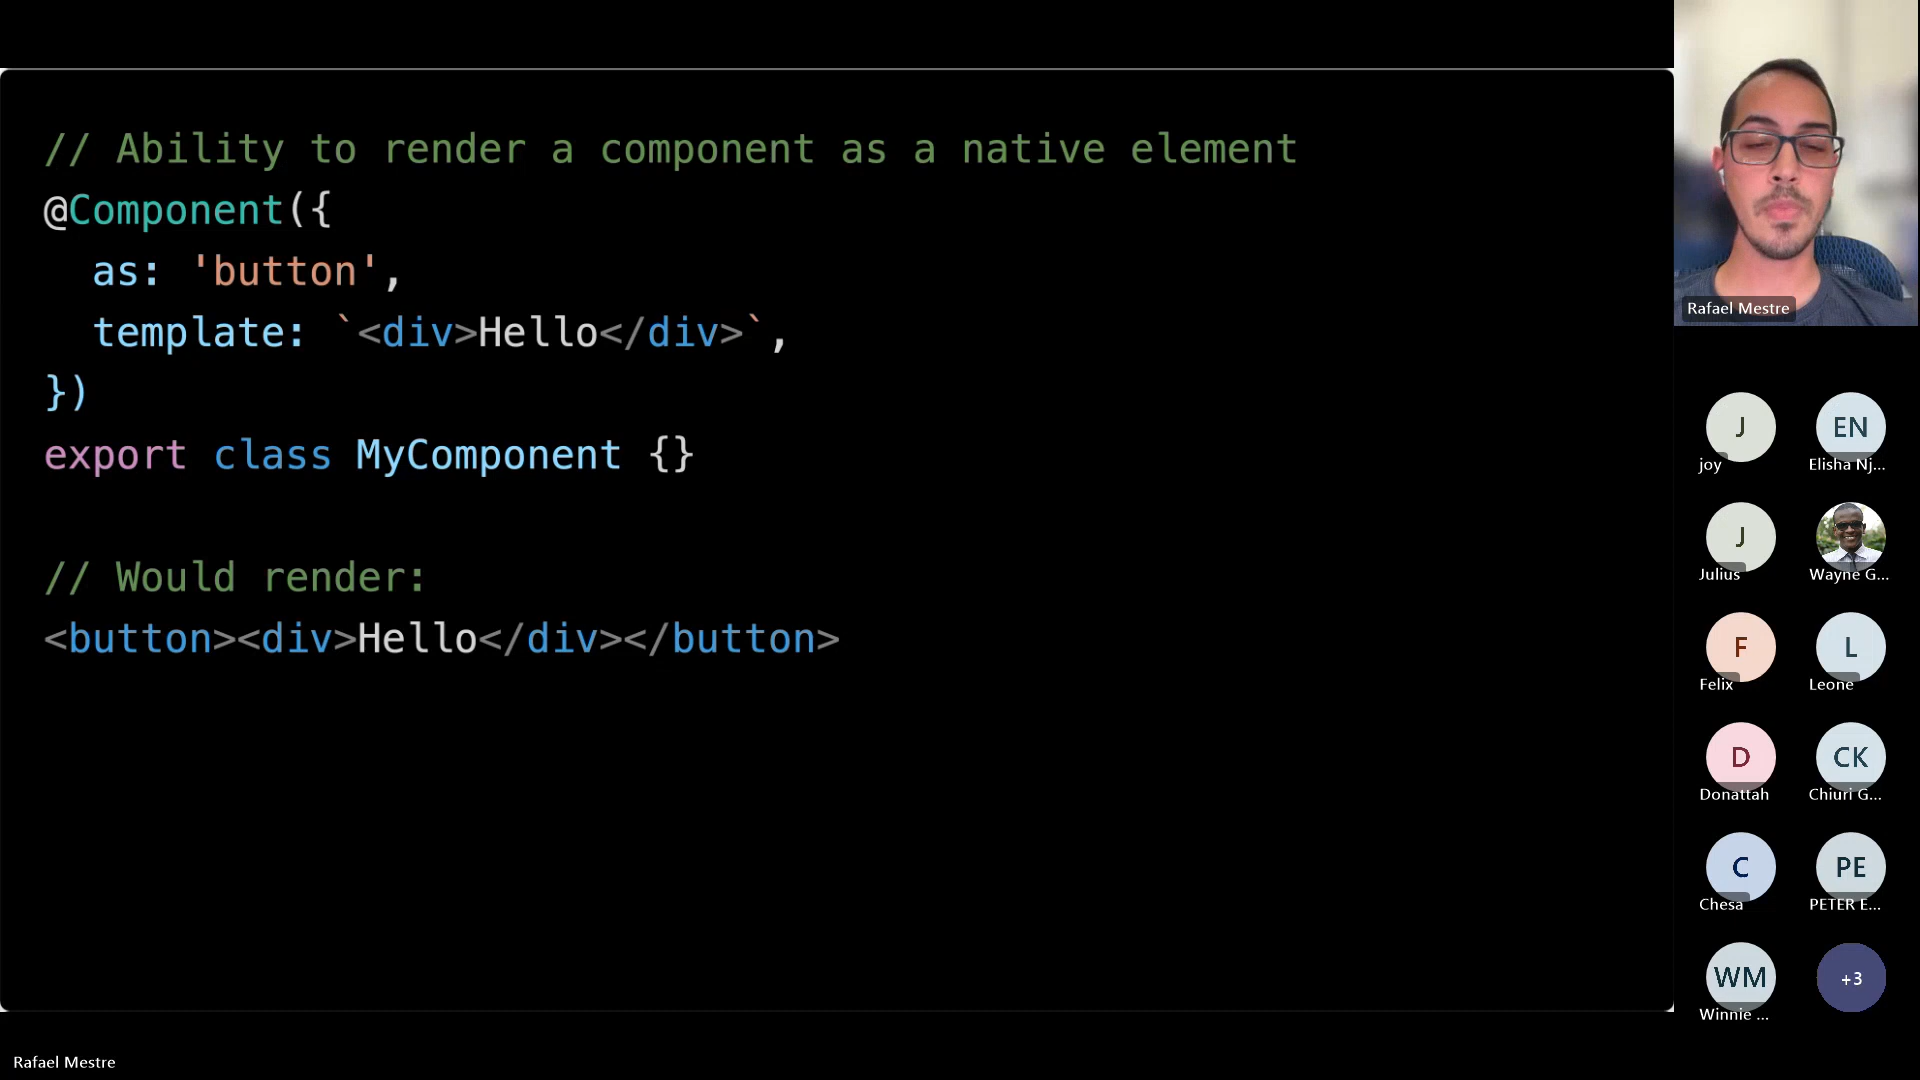 // Ability to render a component as a native element
@Component({
  as: 'button',
  template: `<div>Hello</div>`,
})
export class MyComponent {}
// Would render:
<button><div>Hello</div></button>
Rafael Mestre
J
joy
EN
Elisha Nj...
J
Julius
Wayne G...
F
Felix
L
Leone
D
Donattah
CK
Chiuri G...
C
Chesa
PE
PETER E...
WM
Winnie ...
+3
Rafael Mestre